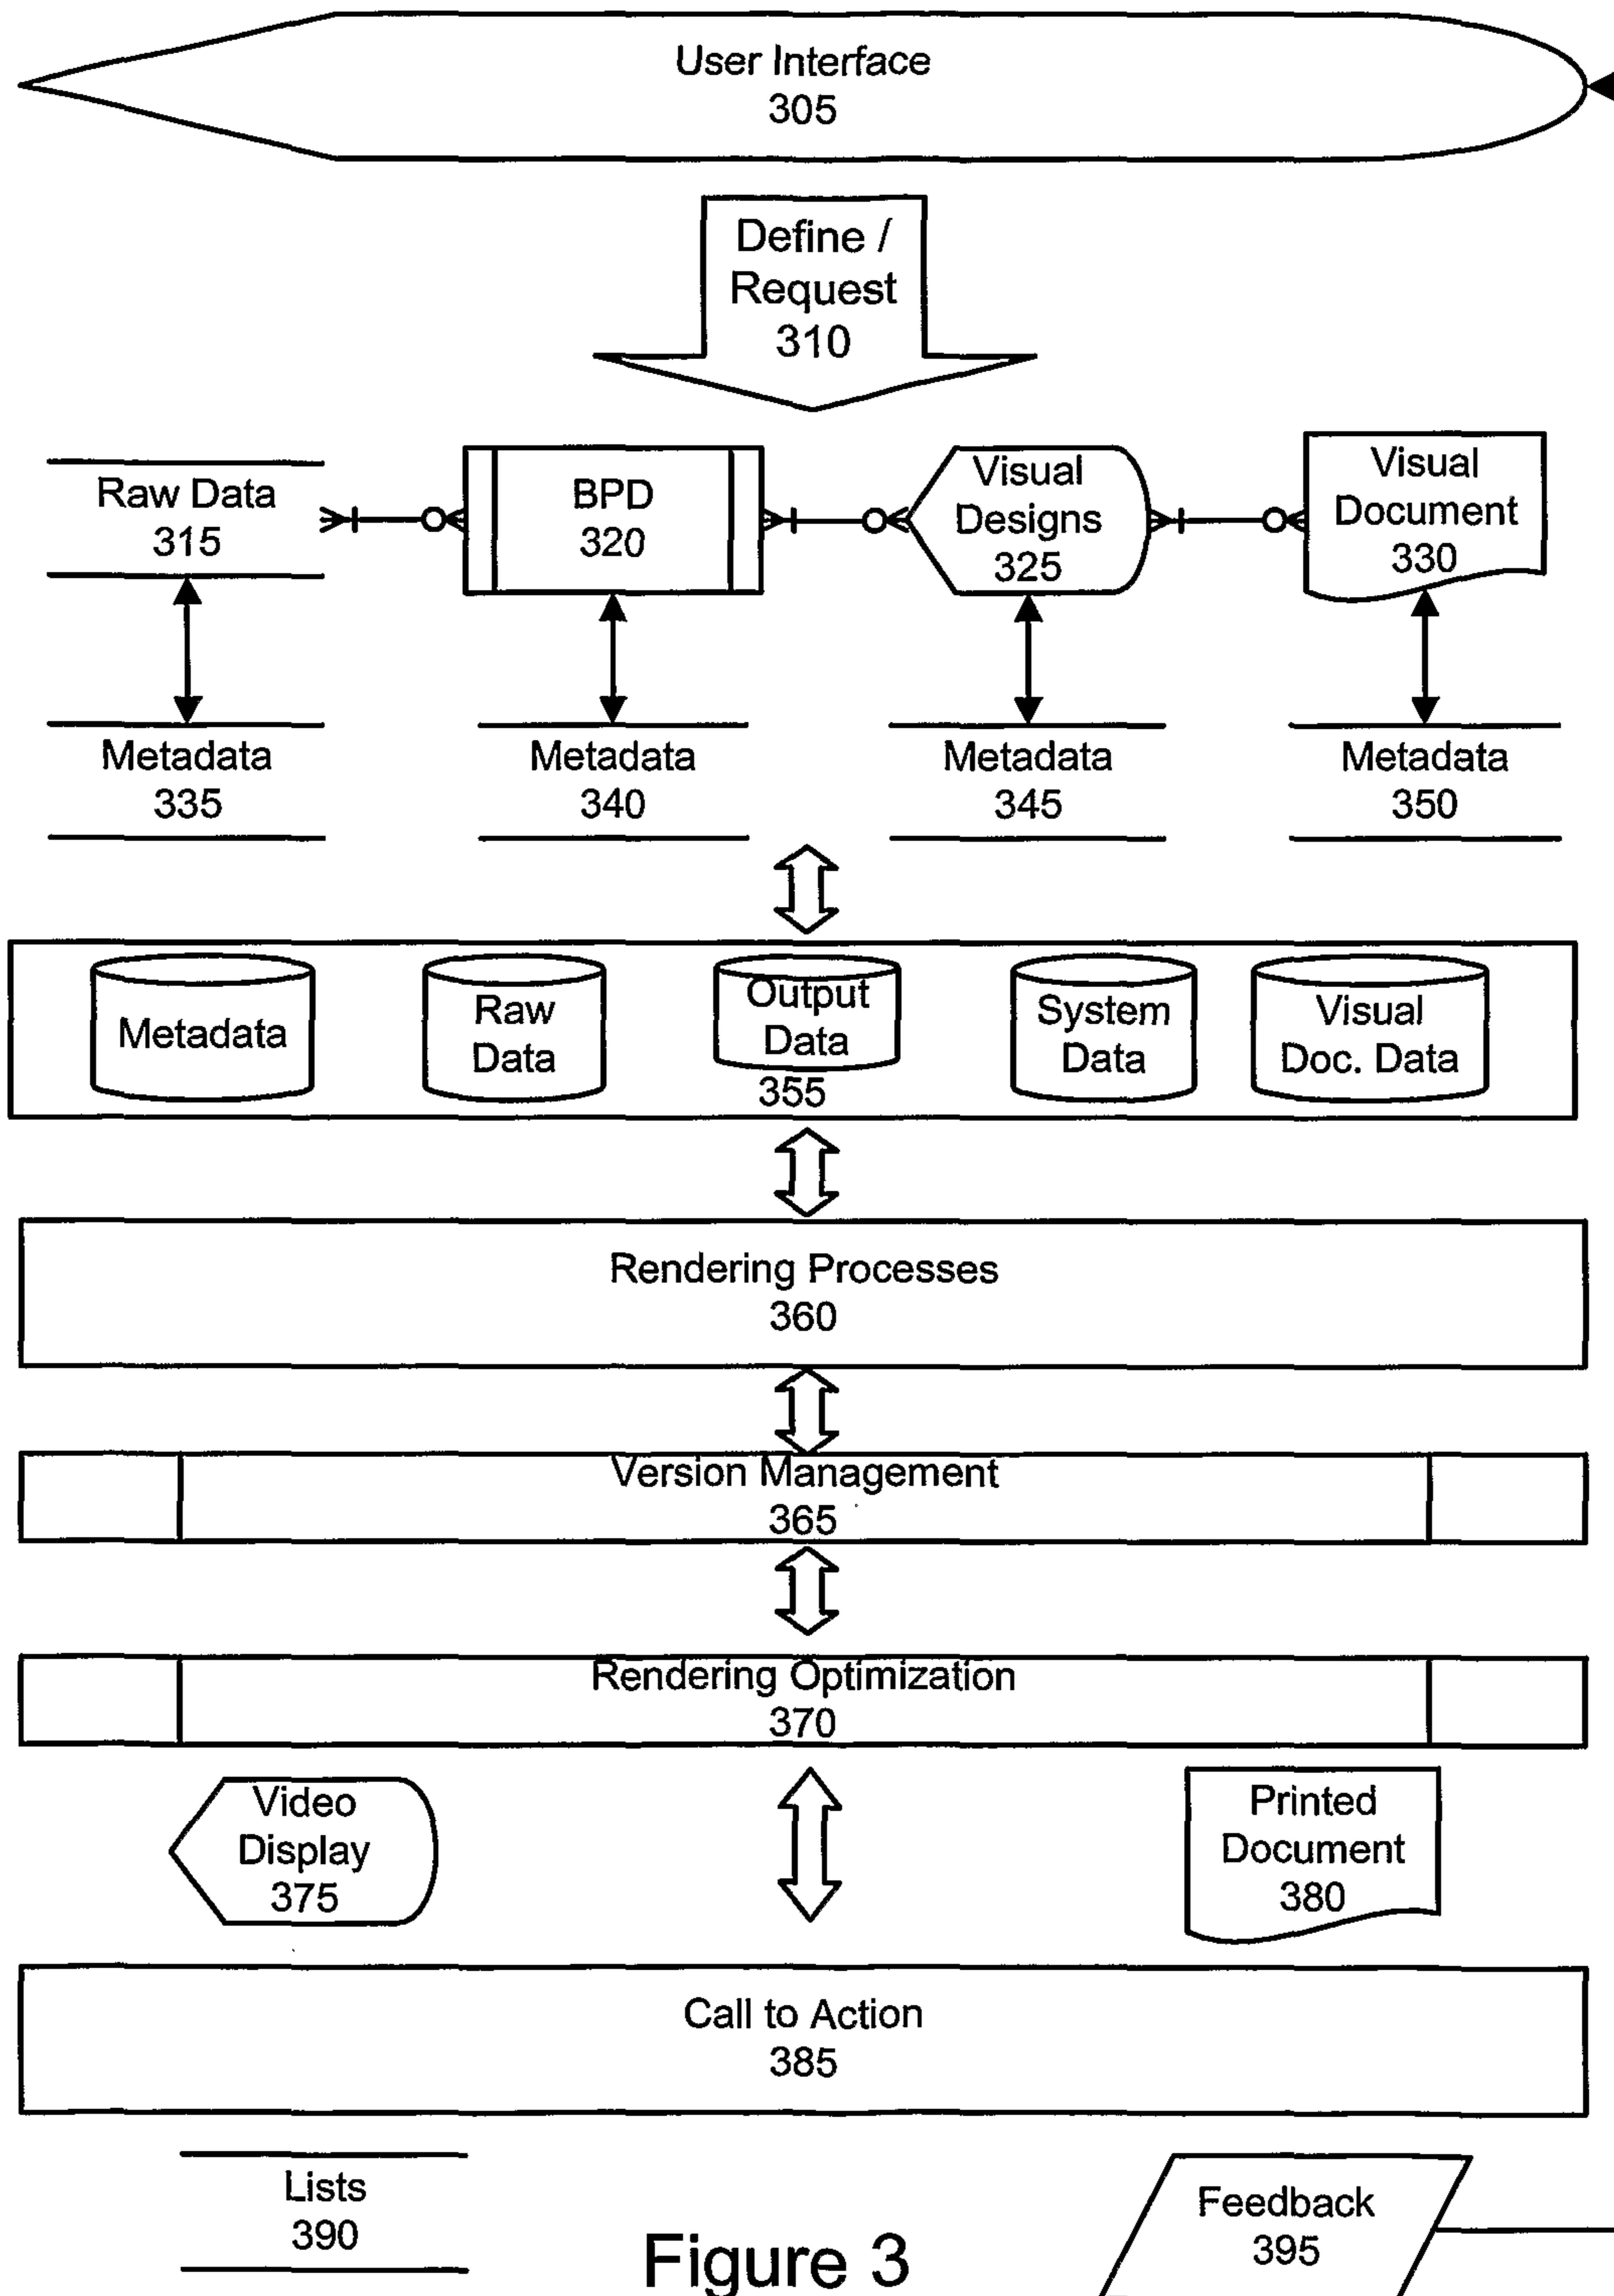 User Interface
305
Define /
Request
310
Raw Data
315
BPD
320
Visual
Designs
325
Visual
Document
330
Metadata
335
Metadata
340
Metadata
345
Metadata
350
Metadata
Raw
Data
Output
Data
355
System
Data
Visual
Doc. Data
Rendering Processes
360
Version Management
365
Rendering Optimization
370
Video
Display
375
Printed
Document
380
Call to Action
385
Lists
390
Feedback
395
Figure 3